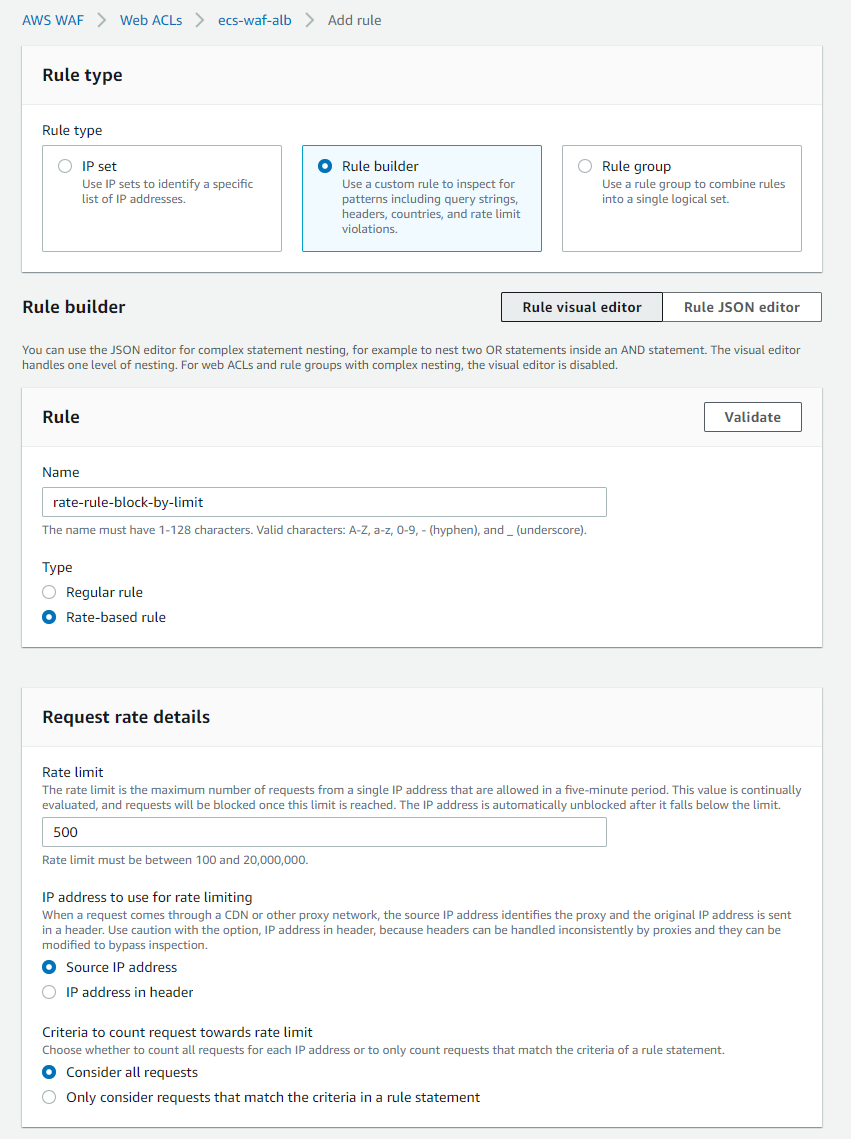 AWS WAF > Web ACLs > ecs-waf-alb > Add rule
Rule type
Rule type
IP set
Use IP sets to identify a specific
list of IP addresses.
Rule builder
Use a custom rule to inspect for
patterns including query strings,
headers, countries, and rate limit
violations.
Rule group
Use a rule group to combine rules
into a single logical set.
Rule builder
Rule visual editor
Rule JSON editor
You can use the JSON editor for complex statement nesting, for example to nest two OR statements inside an AND statement. The visual editor
handles one level of nesting. For web ACLs and rule groups with complex nesting, the visual editor is disabled.
Rule
Validate
Name
rate-rule-block-by-limit
The name must have 1-128 characters. Valid characters: A-Z, a-z, 0-9, - (hyphen), and _ (underscore).
Type
Regular rule
Rate-based rule
Request rate details
Rate limit
The rate limit is the maximum number of requests from a single IP address that are allowed in a five-minute period. This value is continually
evaluated, and requests will be blocked once this limit is reached. The IP address is automatically unblocked after it falls below the limit.
500
Rate limit must be between 100 and 20,000,000.
IP address to use for rate limiting
When a request comes through a CDN or other proxy network, the source IP address identifies the proxy and the original IP address is sent
in a header. Use caution with the option, IP address in header, because headers can be handled inconsistently by proxies and they can be
modified to bypass inspection.
Source IP address
IP address in header
Criteria to count request towards rate limit
Choose whether to count all requests for each IP address or to only count requests that match the criteria of a rule statement.
Consider all requests
Only consider requests that match the criteria in a rule statement